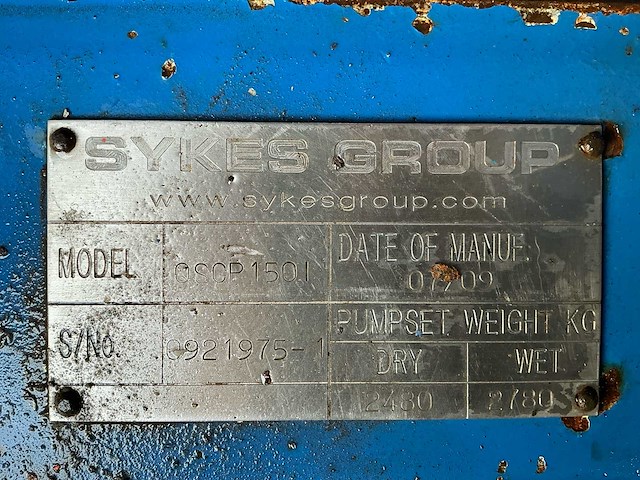 SYKES GROUP
www.sykesgroup.com
MODEL
DATE OF MANUF.
07/09
S/No.
0921975-1
PUMPSET WEIGHT KG
DRY WET
2480 2780